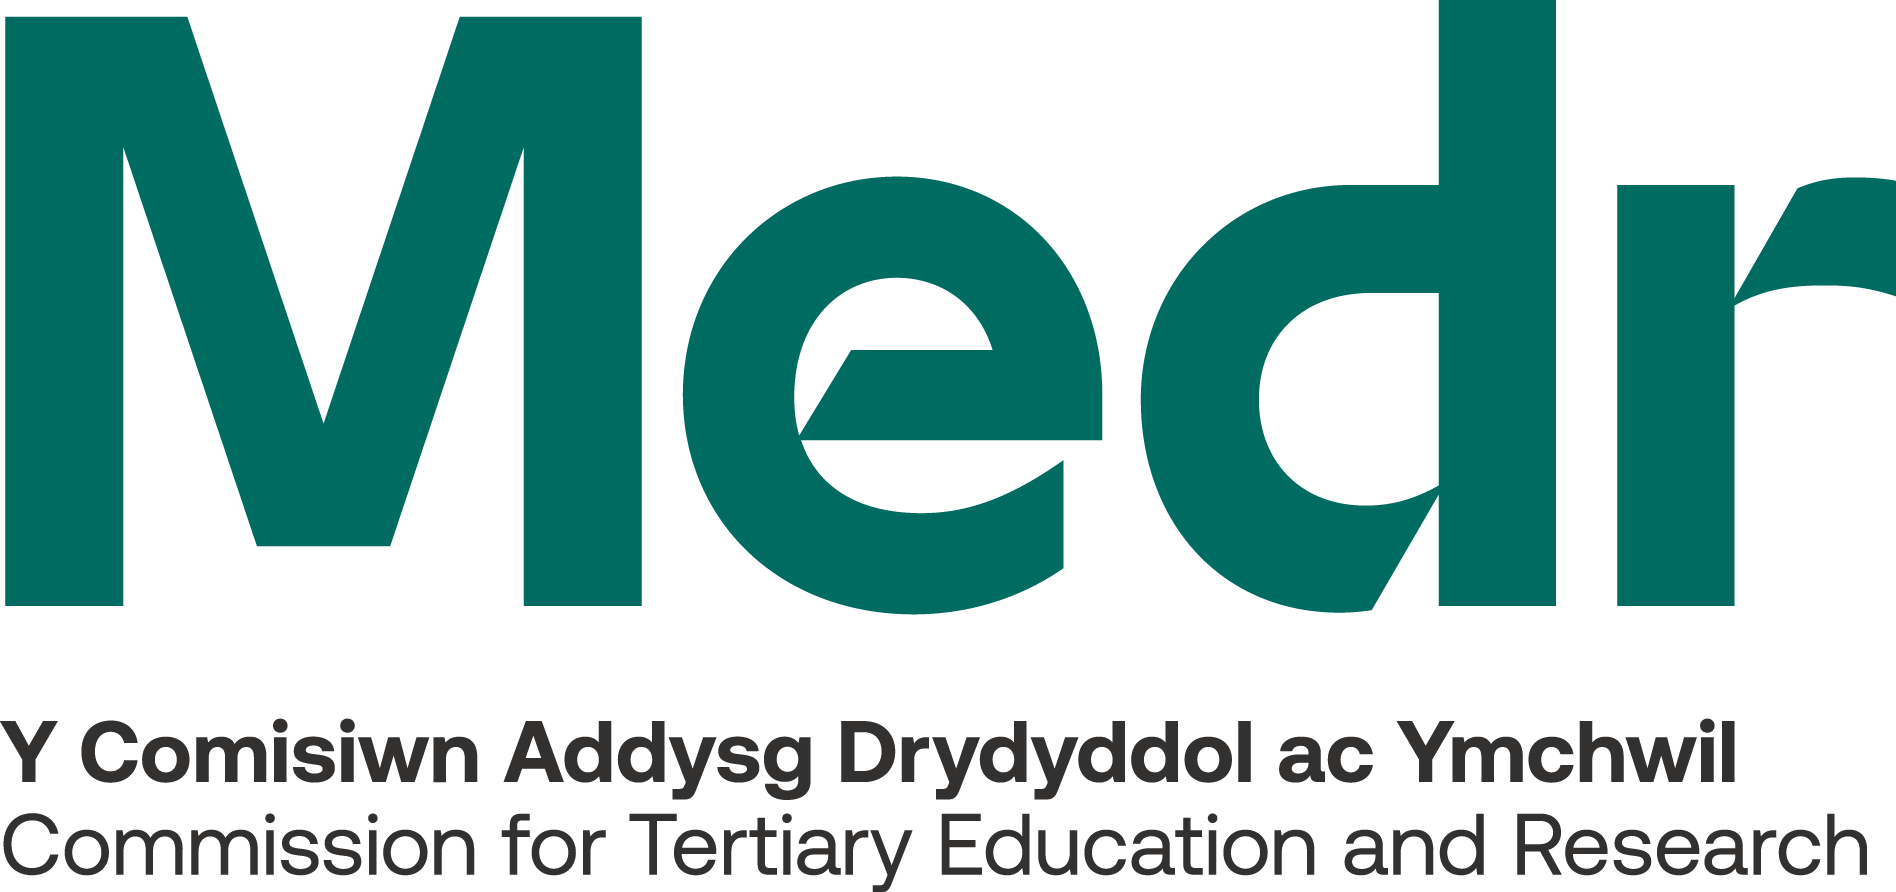 Medr
Y Comisiwn Addysg Drydyddol ac Ymchwil
Commission for Tertiary Education and Research